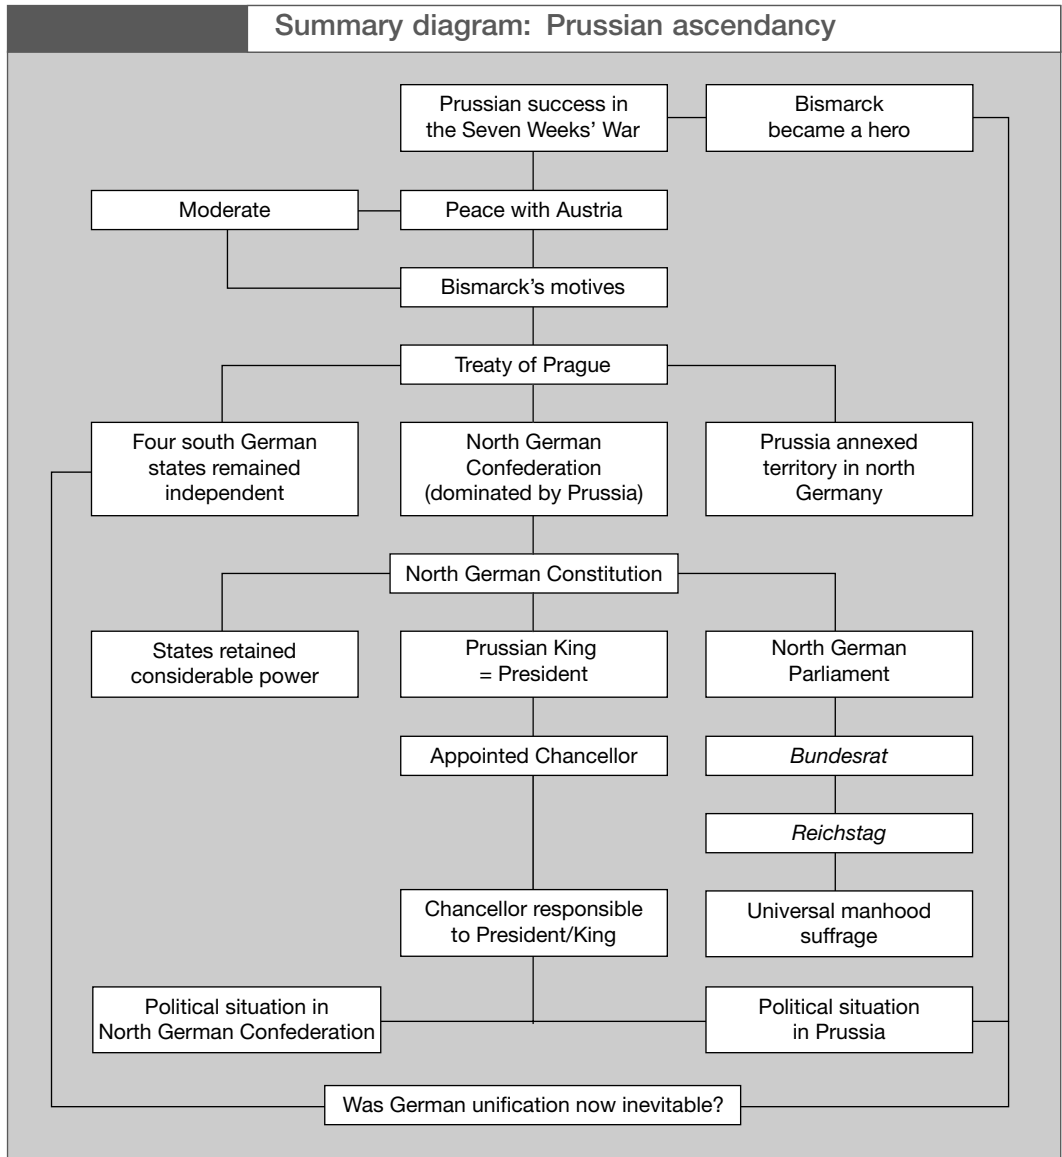 Summary diagram: Prussian ascendancy
Prussian success in
the Seven Weeks' War
Bismarck
became a hero
Moderate
Peace with Austria
Bismarck's motives
Treaty of Prague
Four south German
states remained
independent
North German
Confederation
(dominated by Prussia)
Prussia annexed
territory in north
Germany
North German Constitution
States retained
considerable power
Prussian King
= President
North German
Parliament
Appointed Chancellor
Bundesrat
Reichstag
Chancellor responsible
to President/King
Universal manhood
suffrage
Political situation in
North German Confederation
Political situation
in Prussia
Was German unification now inevitable?